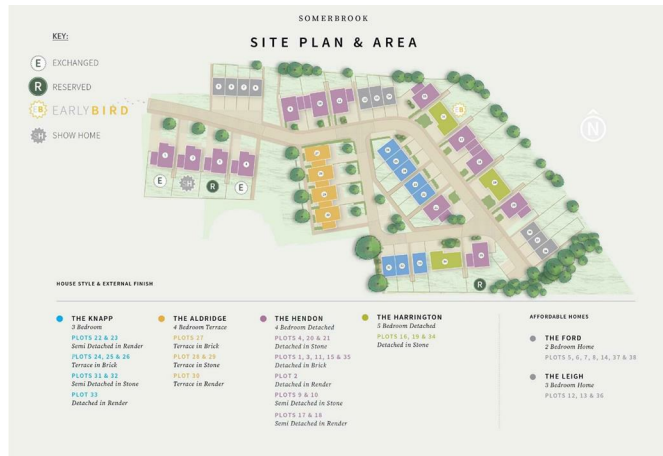 SOMERBROOK
SITE PLAN & AREA
KEY:
E EXCHANGED
R RESERVED
B EARLYBIRD
SH SHOW HOME
N
E
SH
R
E
B
R
HOUSE STYLE & EXTERNAL FINISH
THE KNAPP
3 Bedroom
PLOTS 22 & 23
Semi Detached in Render
PLOTS 24, 25 & 26
Terrace in Brick
PLOTS 31 & 32
Semi Detached in Stone
PLOT 33
Detached in Render
THE ALDRIDGE
4 Bedroom Terrace
PLOTS 27
Terrace in Brick
PLOT 28 & 29
Terrace in Stone
PLOT 30
Terrace in Render
THE HENDON
4 Bedroom Detached
PLOTS 4, 20 & 21
Detached in Stone
PLOTS 1, 3, 11, 15 & 35
Detached in Brick
PLOT 2
Detached in Render
PLOTS 9 & 10
Semi Detached in Stone
PLOTS 17 & 18
Semi Detached in Render
THE HARRINGTON
5 Bedroom Detached
PLOTS 16, 19 & 34
Detached in Stone
AFFORDABLE HOMES
THE FORD
2 Bedroom Home
PLOTS 5, 6, 7, 8, 14, 37 & 38
THE LEIGH
3 Bedroom Home
PLOTS 12, 13 & 36